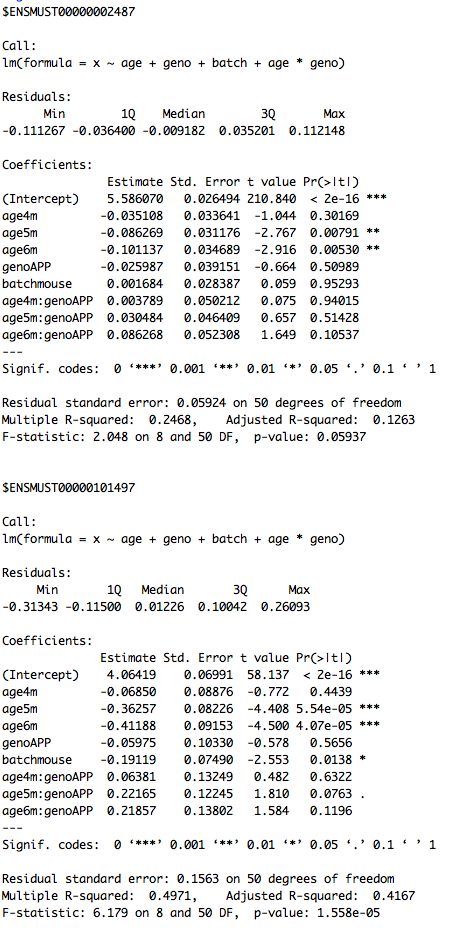 $ENSMUST00000002487
Call:
lm(formula = x ~ age + geno + batch + age * geno)
Residuals:
Min 1Q Median 3Q Max
-0.111267 -0.036400 -0.009182 0.035201 0.112148
Coefficients:
Estimate Std. Error t value Pr(>|t|)
(Intercept) 5.586070 0.026494 210.840 < 2e-16 ***
age4m -0.035108 0.033641 -1.044 0.30169
age5m -0.086269 0.031176 -2.767 0.00791 **
age6m -0.101137 0.034689 -2.916 0.00530 **
genoAPP -0.025987 0.039151 -0.664 0.50989
batchmouse 0.001684 0.028387 0.059 0.95293
age4m:genoAPP 0.003789 0.050212 0.075 0.94015
age5m:genoAPP 0.030484 0.046409 0.657 0.51428
age6m:genoAPP 0.086268 0.052308 1.649 0.10537
---
Signif. codes: 0 ‘***’ 0.001 ‘**’ 0.01 ‘*’ 0.05 ‘.’ 0.1 ‘ ’ 1
Residual standard error: 0.05924 on 50 degrees of freedom
Multiple R-squared: 0.2468, Adjusted R-squared: 0.1263
F-statistic: 2.048 on 8 and 50 DF, p-value: 0.05937
$ENSMUST00000101497
Call:
lm(formula = x ~ age + geno + batch + age * geno)
Residuals:
Min 1Q Median 3Q Max
-0.31343 -0.11500 0.01226 0.10042 0.26093
Coefficients:
Estimate Std. Error t value Pr(>|t|)
(Intercept) 4.06419 0.06991 58.137 < 2e-16 ***
age4m -0.06850 0.08876 -0.772 0.4439
age5m -0.36257 0.08226 -4.408 5.54e-05 ***
age6m -0.41188 0.09153 -4.500 4.07e-05 ***
genoAPP -0.05975 0.10330 -0.578 0.5656
batchmouse -0.19119 0.07490 -2.553 0.0138 *
age4m:genoAPP 0.06381 0.13249 0.482 0.6322
age5m:genoAPP 0.22165 0.12245 1.810 0.0763 .
age6m:genoAPP 0.21857 0.13802 1.584 0.1196
---
Signif. codes: 0 ‘***’ 0.001 ‘**’ 0.01 ‘*’ 0.05 ‘.’ 0.1 ‘ ’ 1
Residual standard error: 0.1563 on 50 degrees of freedom
Multiple R-squared: 0.4971, Adjusted R-squared: 0.4167
F-statistic: 6.179 on 8 and 50 DF, p-value: 1.558e-05